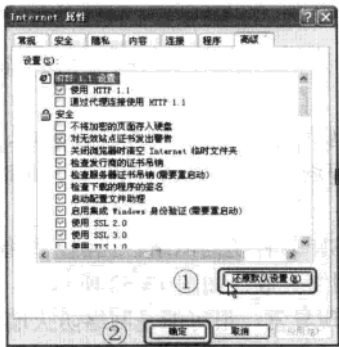 Internet 属性
常规 安全 隐私 内容 连接 程序 高级
设置(S):
HTTP 1.1 设置
使用 HTTP 1.1
通过代理连接使用 HTTP 1.1
安全
不将加密的页面存入硬盘
对无效站点证书发出警告
关闭浏览器时清空 Internet 临时文件夹
检查发行商的证书吊销
检查服务器证书吊销(需要重启动)
检查下载的程序的签名
启动配置文件助理
启用集成 Windows 身份验证(需要重启动)
使用 SSL 2.0
使用 SSL 3.0
使用 TLS 1.0
① 还原默认设置(R)
② 确定 取消 应用(A)